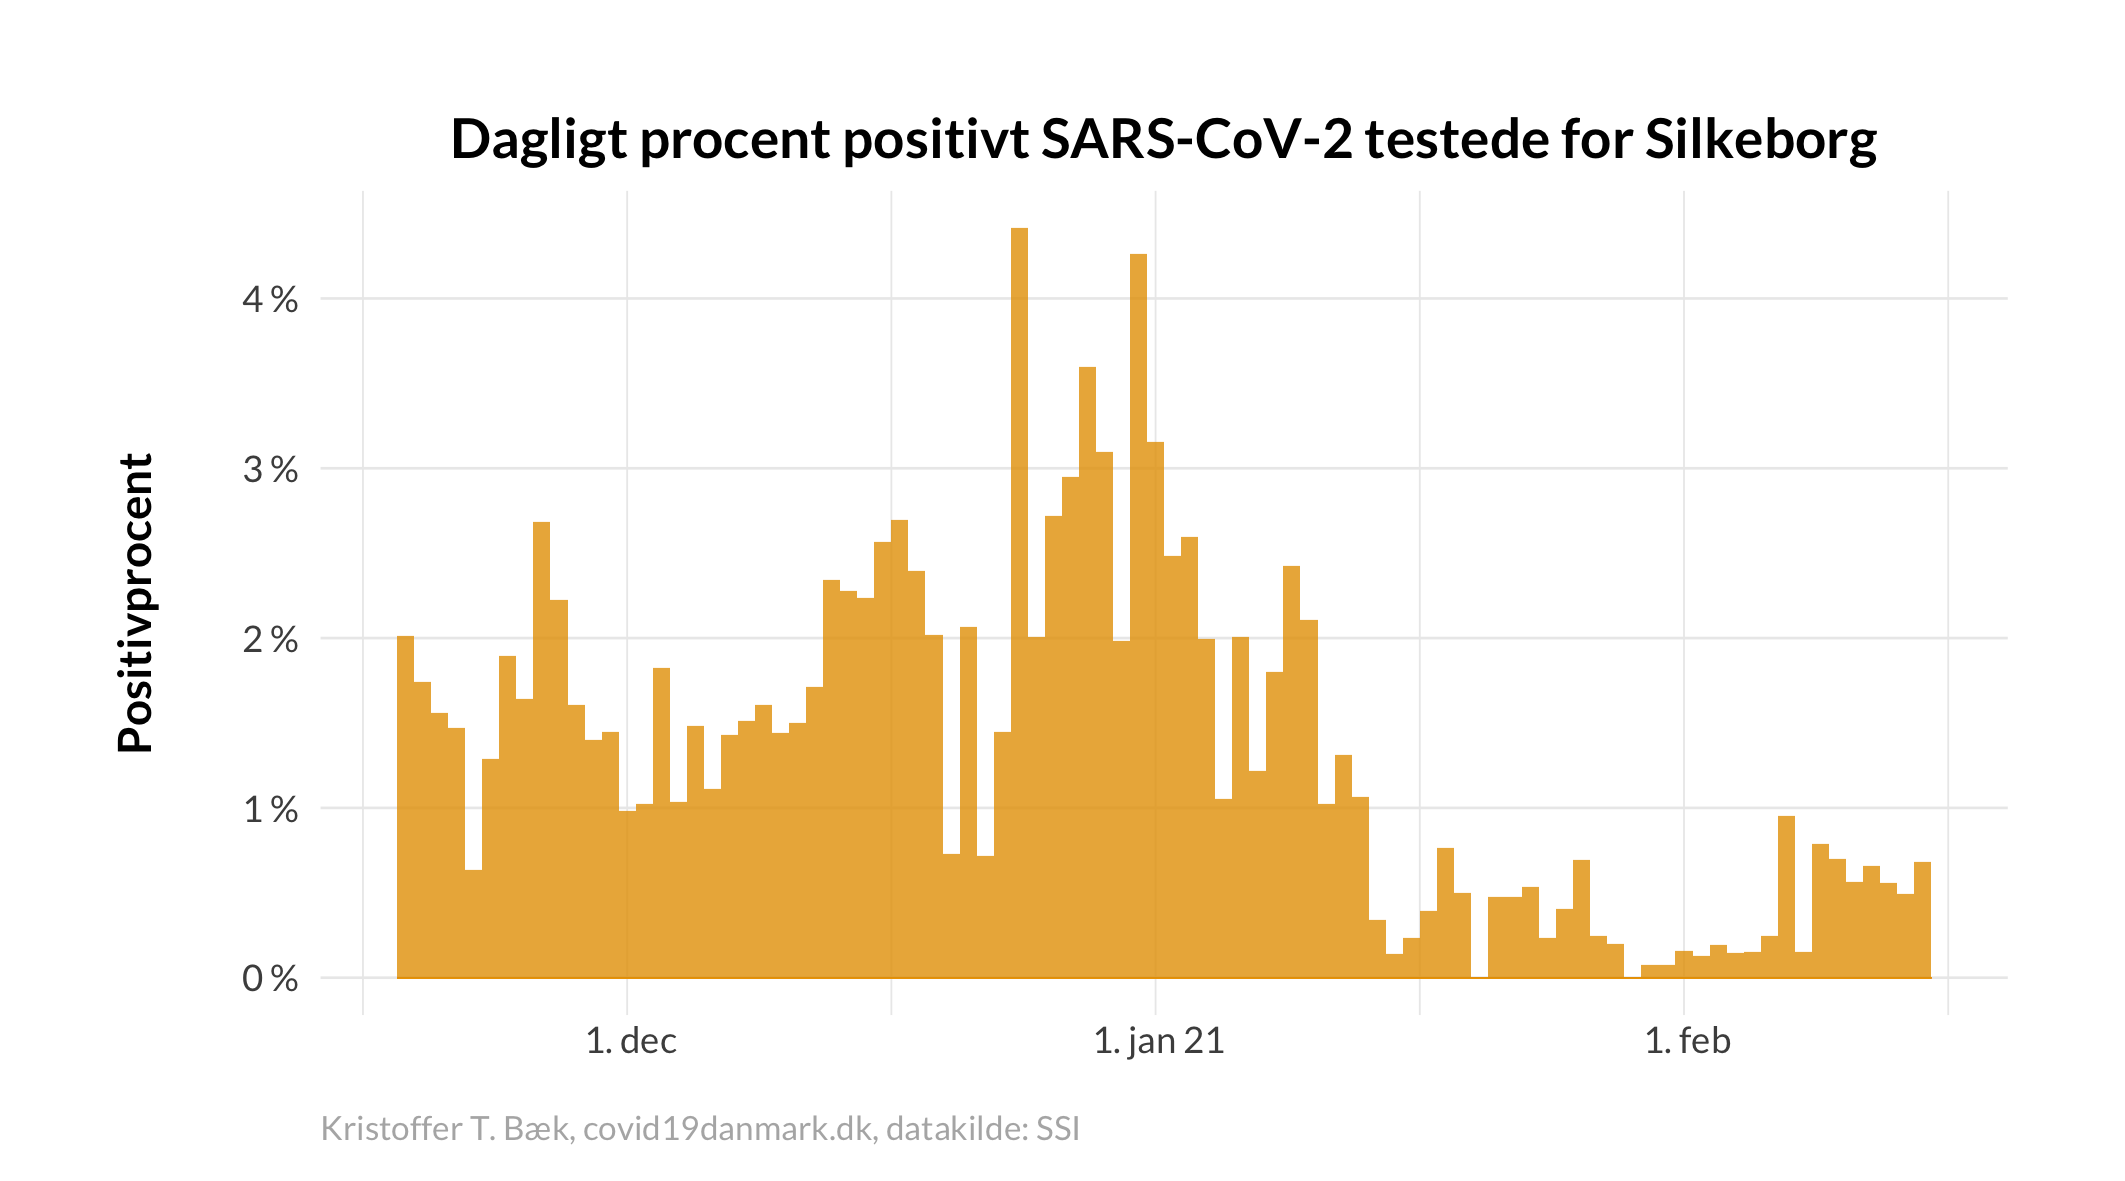 Dagligt procent positivt SARS-CoV-2 testede for Silkeborg
Positivprocent
4 %
3 %
2 %
1 %
0 %
1. dec
1. jan 21
1. feb
Kristoffer T. Bæk, covid19danmark.dk, datakilde: SSI